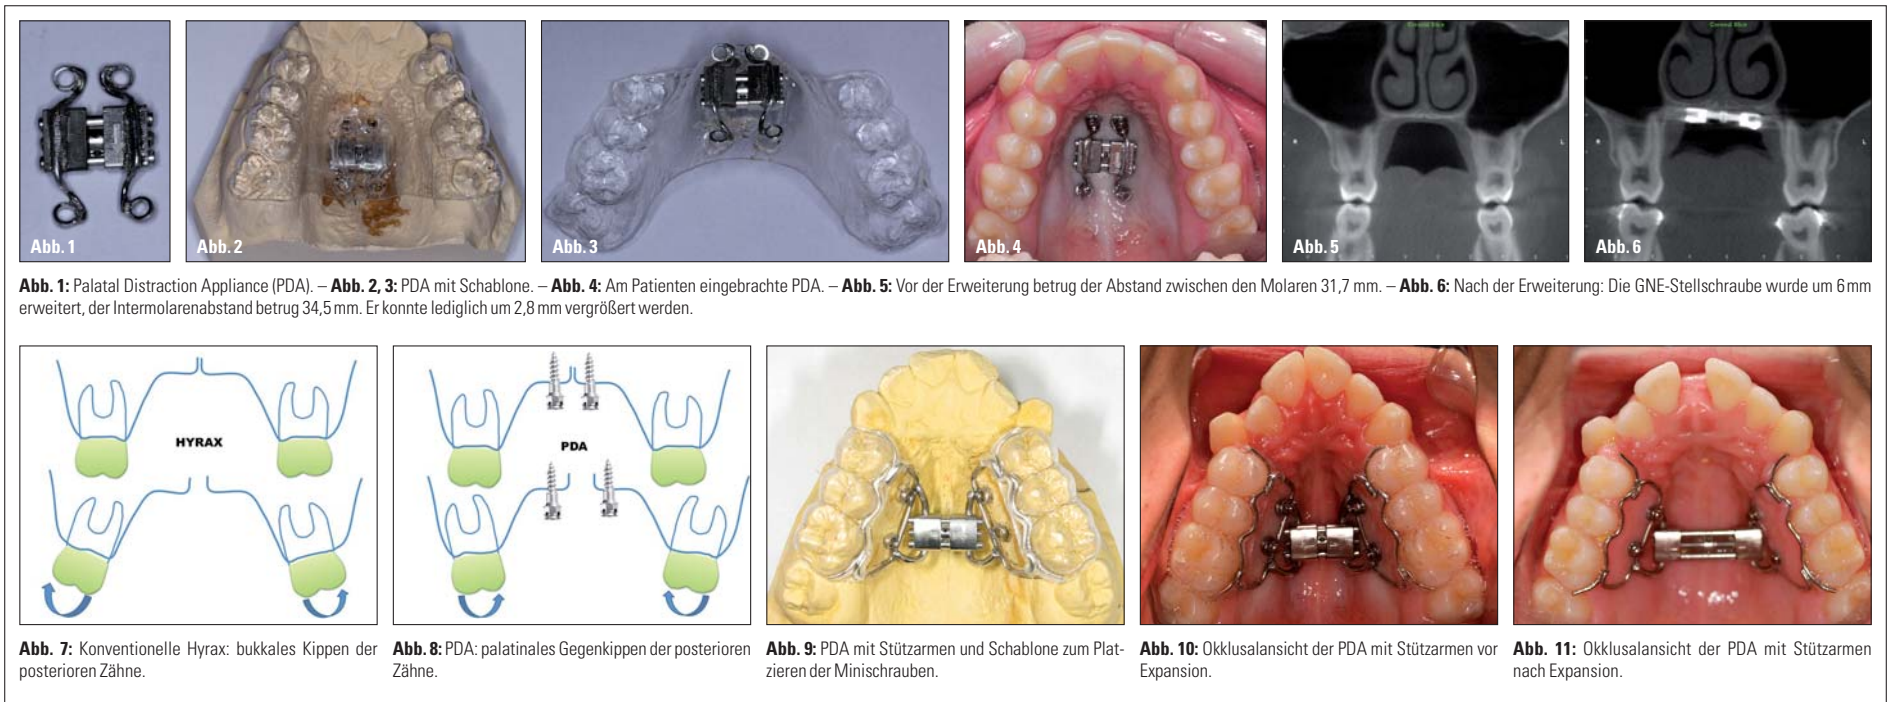 Coronal Slice
Coronal Slice
R
L
R
L
Abb. 1
Abb. 2
Abb. 3
Abb. 4
Abb. 5
Abb. 6
Abb. 1: Palatal Distraction Appliance (PDA). – Abb. 2, 3: PDA mit Schablone. – Abb. 4: Am Patienten eingebrachte PDA. – Abb. 5: Vor der Erweiterung betrug der Abstand zwischen den Molaren 31,7 mm. – Abb. 6: Nach der Erweiterung: Die GNE-Stellschraube wurde um 6 mm
erweitert, der Intermolarenabstand betrug 34,5 mm. Er konnte lediglich um 2,8 mm vergrößert werden.
HYRAX
PDA
Abb. 7: Konventionelle Hyrax: bukkales Kippen der
posterioren Zähne.
Abb. 8: PDA: palatinales Gegenkippen der posterioren
Zähne.
Abb. 9: PDA mit Stützarmen und Schablone zum Plat-
zieren der Minischrauben.
Abb. 10: Okklusalansicht der PDA mit Stützarmen vor
Expansion.
Abb. 11: Okklusalansicht der PDA mit Stützarmen
nach Expansion.